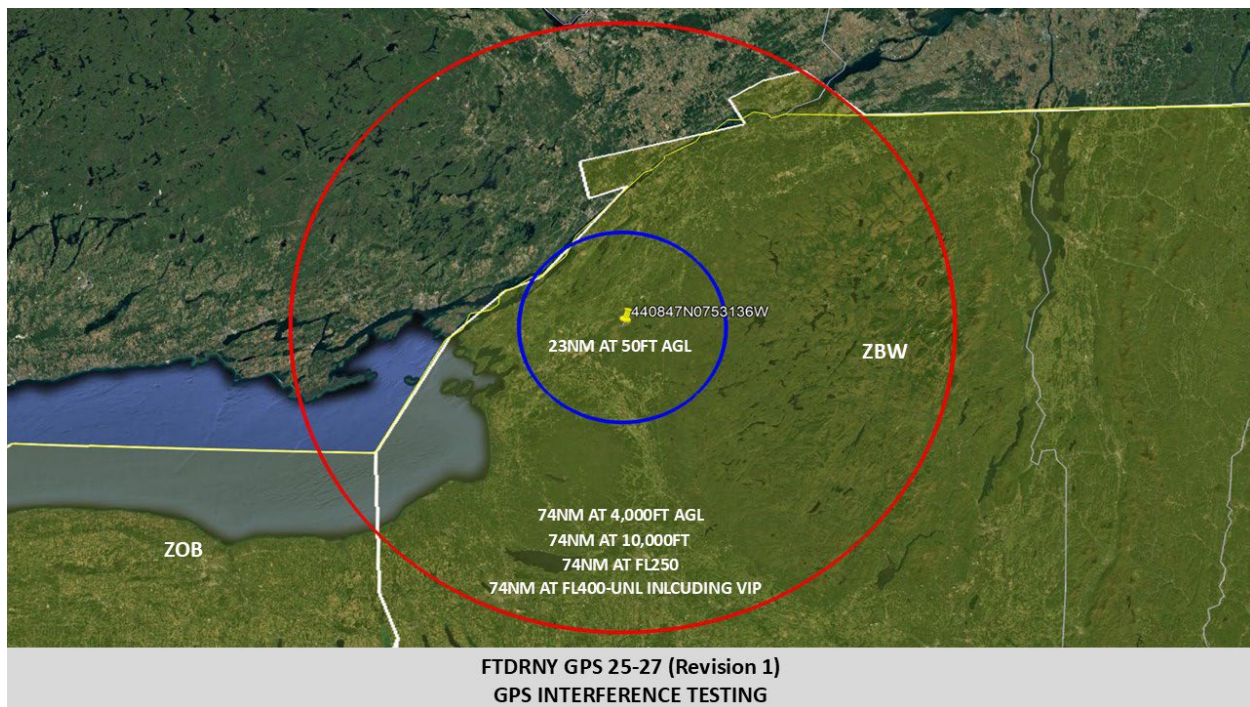 440847N0753136W
23NM AT 50FT AGL
ZBW
74NM AT 4,000FT AGL
74NM AT 10,000FT
ZOB
74NM AT FL250
74NM AT FL400-UNL INLCUDING VIP
FTDRNY GPS 25-27 (Revision 1)
GPS INTERFERENCE TESTING